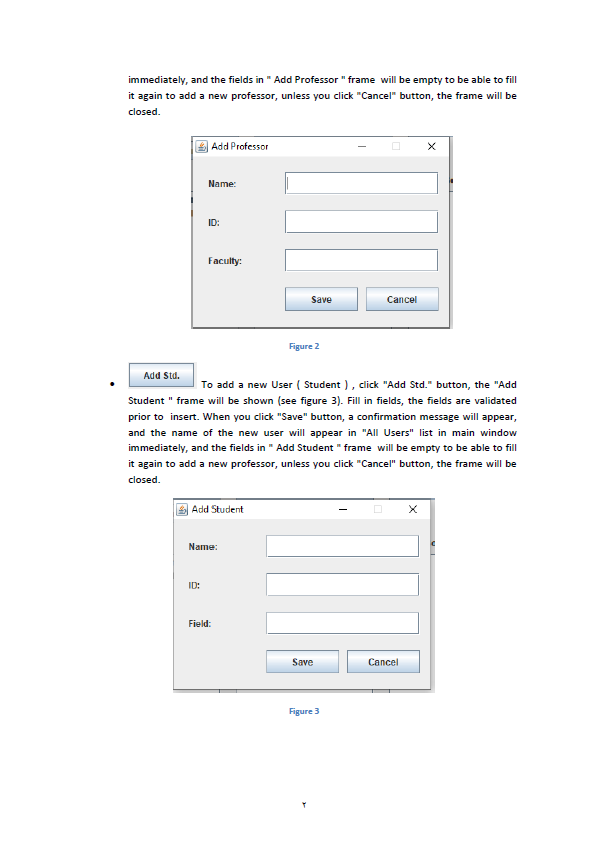 immediately, and the fields in " Add Professor " frame  will be empty to be able to fill
it again to add a new professor, unless you click "Cancel" button, the frame will be
closed.
Add Professor
Name:
ID:
Faculty:
Save Cancel
Figure 2
• Add Std. To add a new User ( Student ) , click "Add Std." button, the "Add
Student " frame will be shown (see figure 3). Fill in fields, the fields are validated
prior to  insert. When you click "Save" button, a confirmation message will appear,
and the name of the new user will appear in "All Users" list in main window
immediately, and the fields in " Add Student " frame  will be empty to be able to fill
it again to add a new professor, unless you click "Cancel" button, the frame will be
closed.
Add Student
Name:
ID:
Field:
Save Cancel
Figure 3
٢